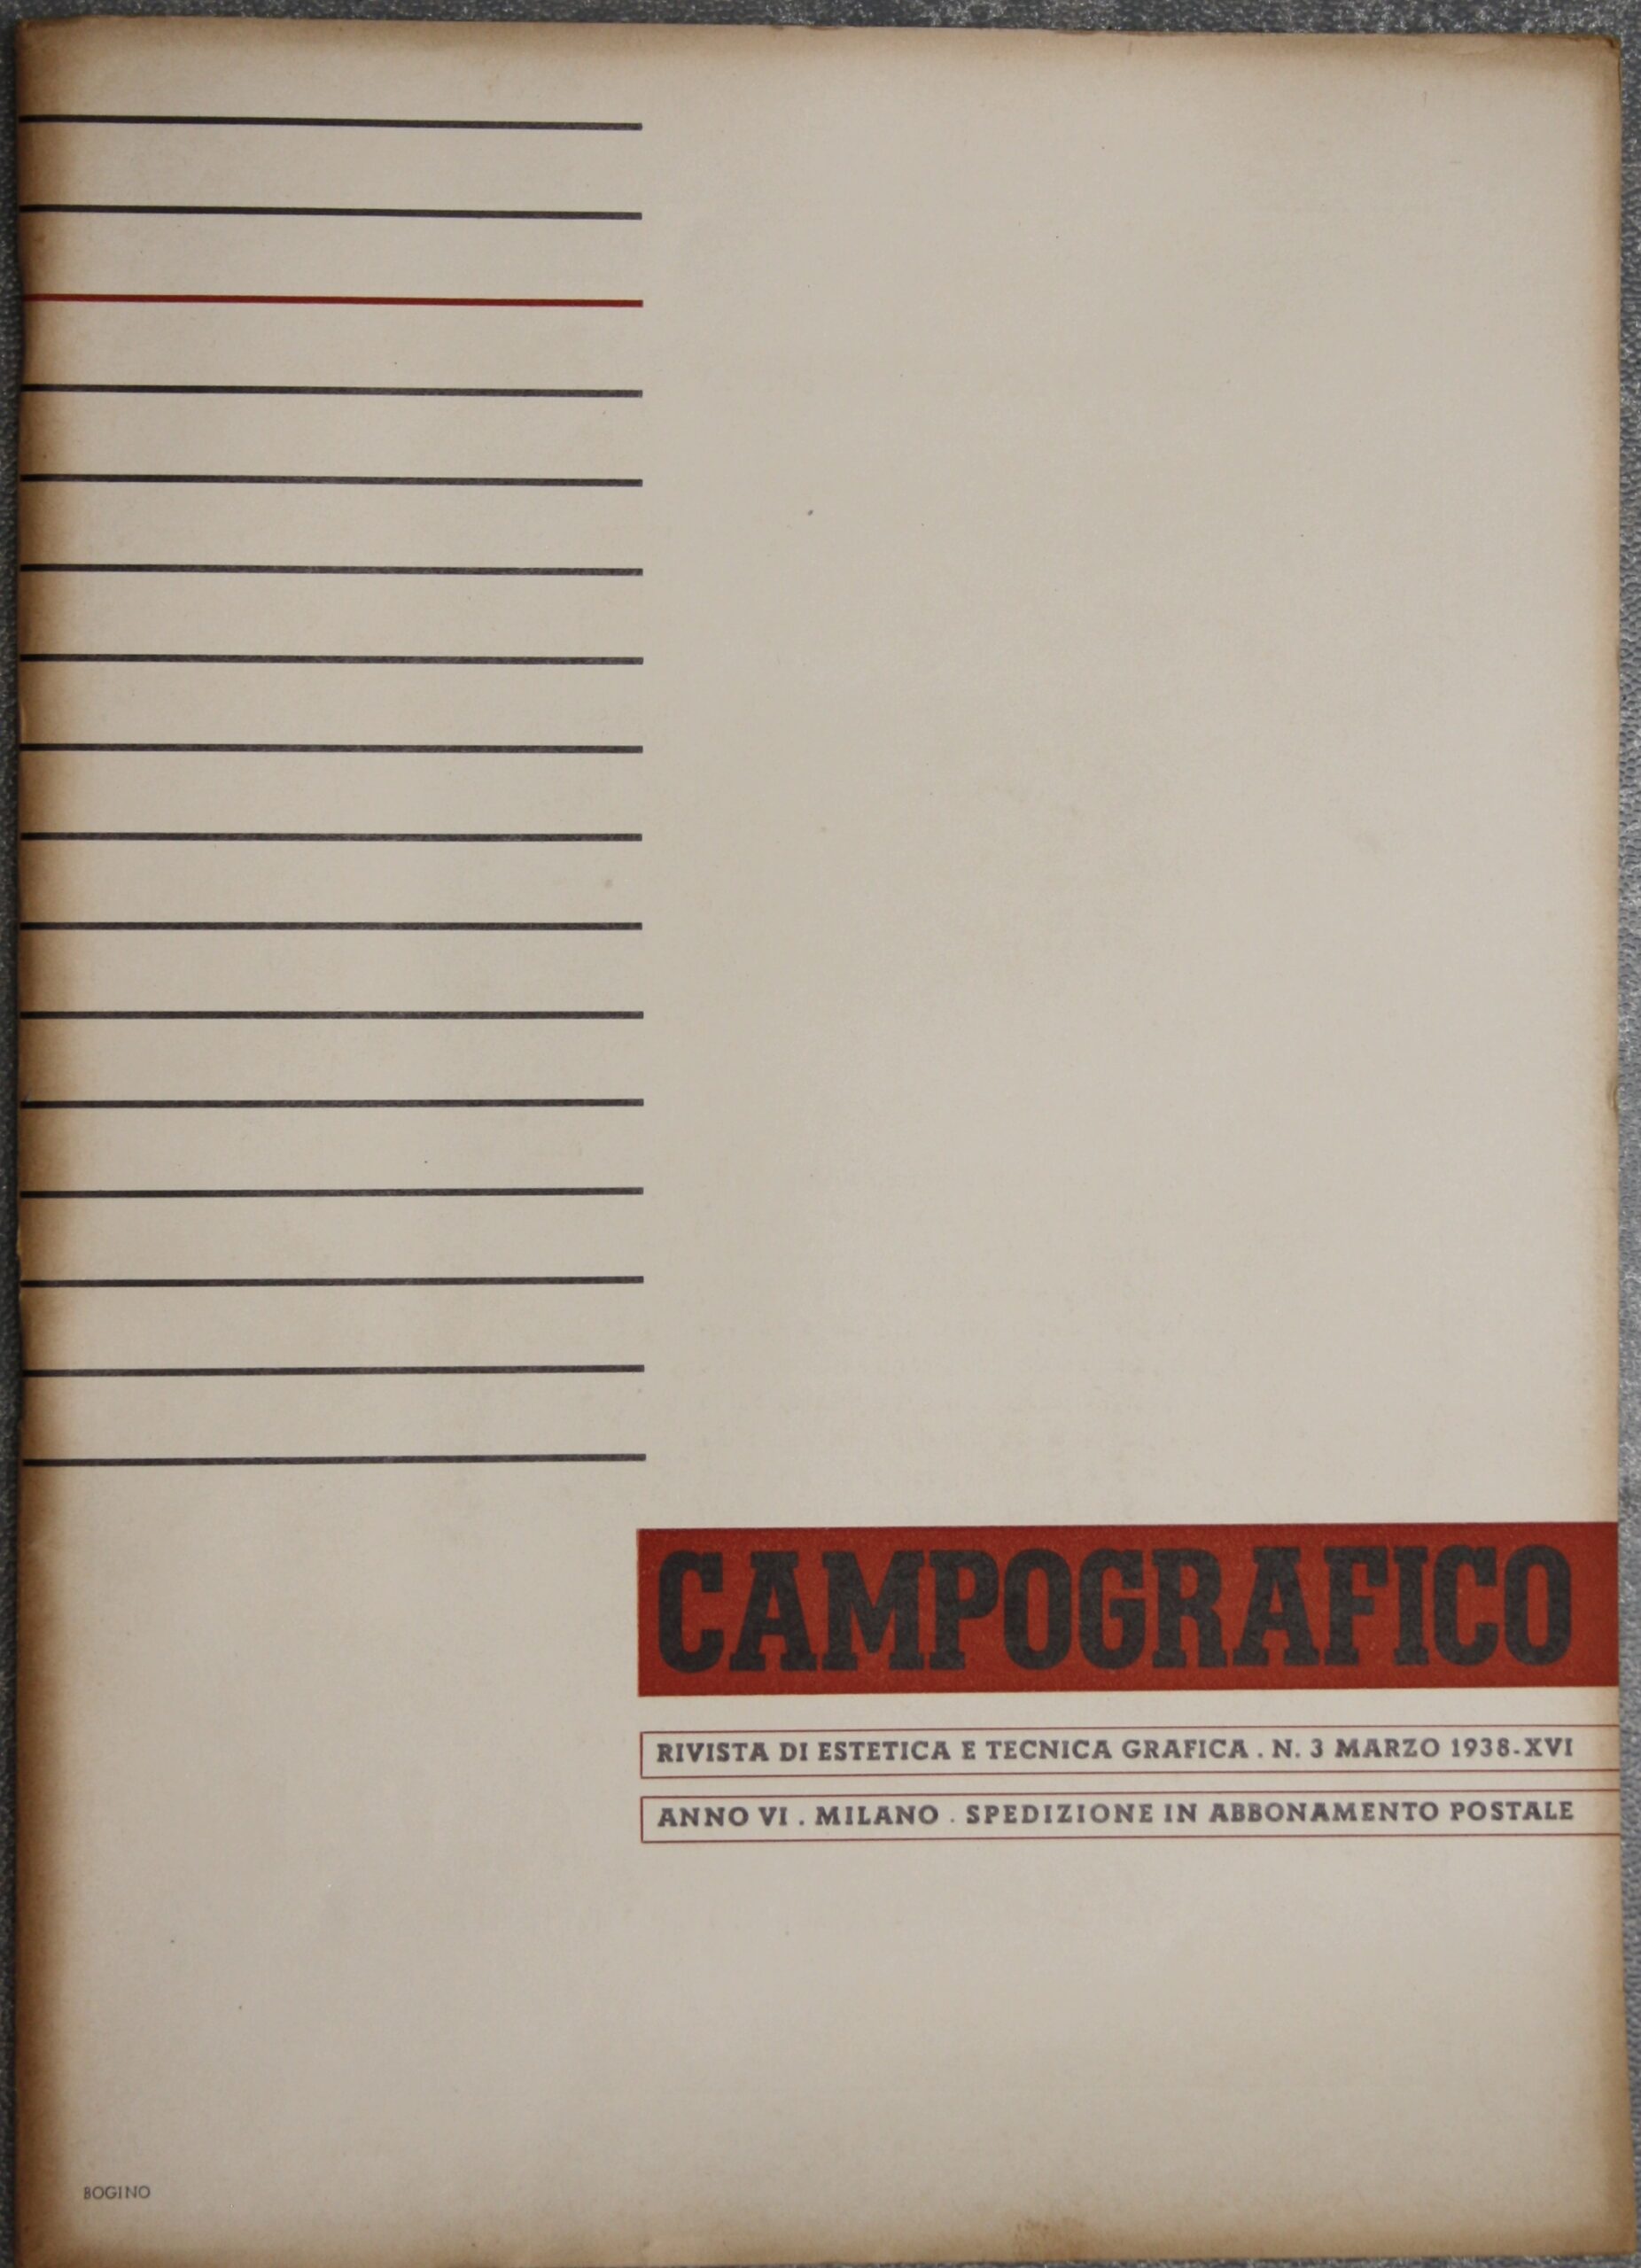 CAMPOGRAFICO
RIVISTA DI ESTETICA E TECNICA GRAFICA . N. 3 MARZO 1938-XVI
ANNO VI . MILANO . SPEDIZIONE IN ABBONAMENTO POSTALE
BOGINO